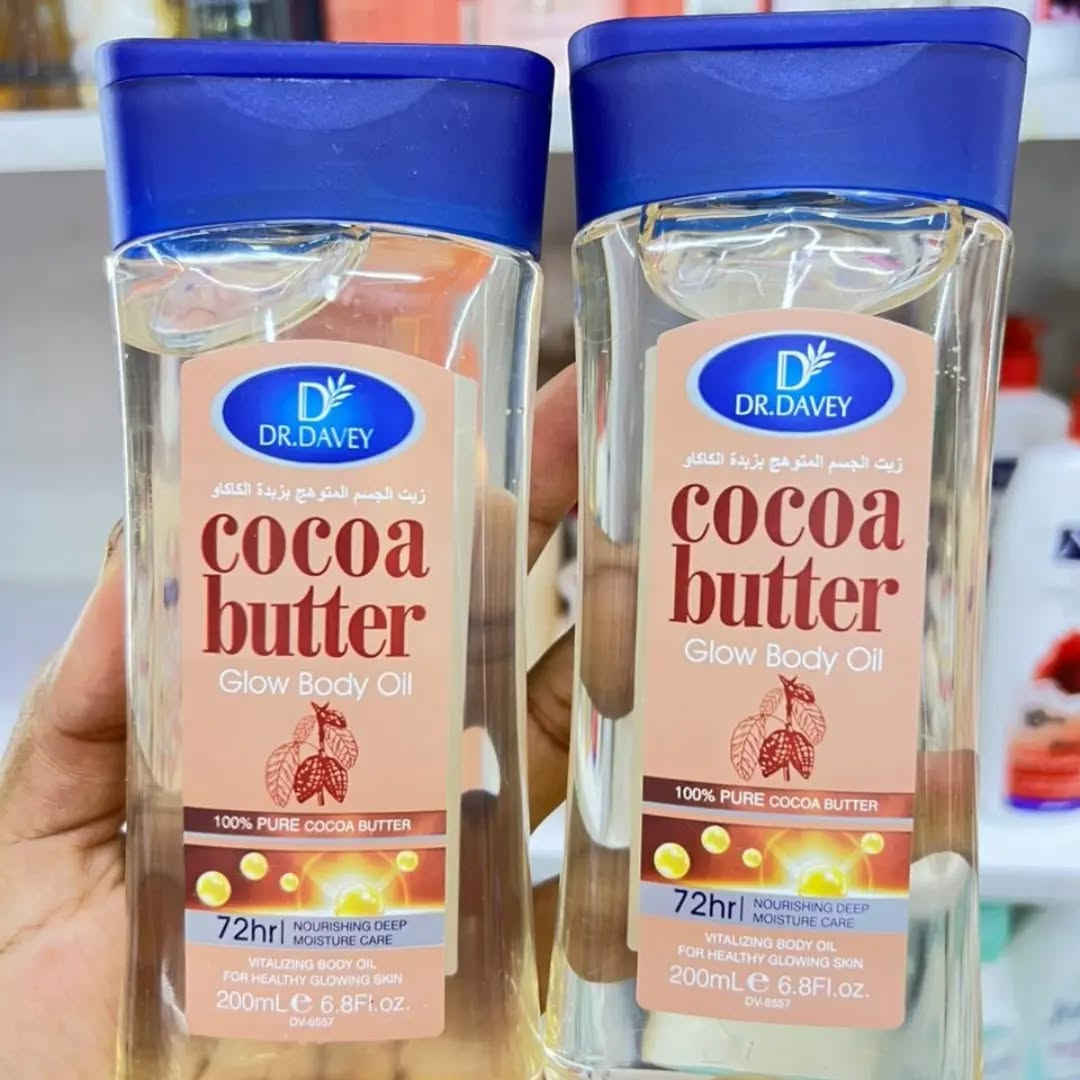 D
DR.DAVEY
زيت الجسم المتوهج بزبدة الكاكاو
cocoa
butter
Glow Body Oil
100% PURE COCOA BUTTER
72hr | NOURISHING DEEP
MOISTURE CARE
VITALIZING BODY OIL
FOR HEALTHY GLOWING SKIN
200mL e 6.8Fl.oz.
DV-6557
D
DR.DAVEY
زيت الجسم المتوهج بزبدة الكاكاو
cocoa
butter
Glow Body Oil
100% PURE COCOA BUTTER
72hr | NOURISHING DEEP
MOISTURE CARE
VITALIZING BODY OIL
FOR HEALTHY GLOWING SKIN
200mL e 6.8Fl.oz.
DV-6557